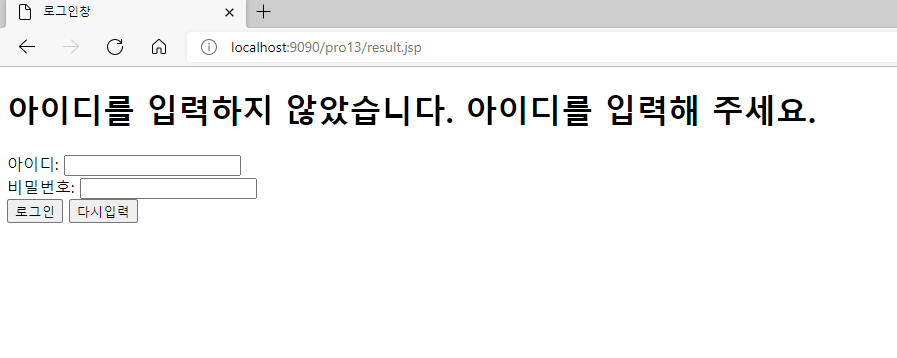 로그인창
localhost:9090/pro13/result.jsp
아이디를 입력하지 않았습니다. 아이디를 입력해 주세요.
아이디:
비밀번호:
로그인 다시입력